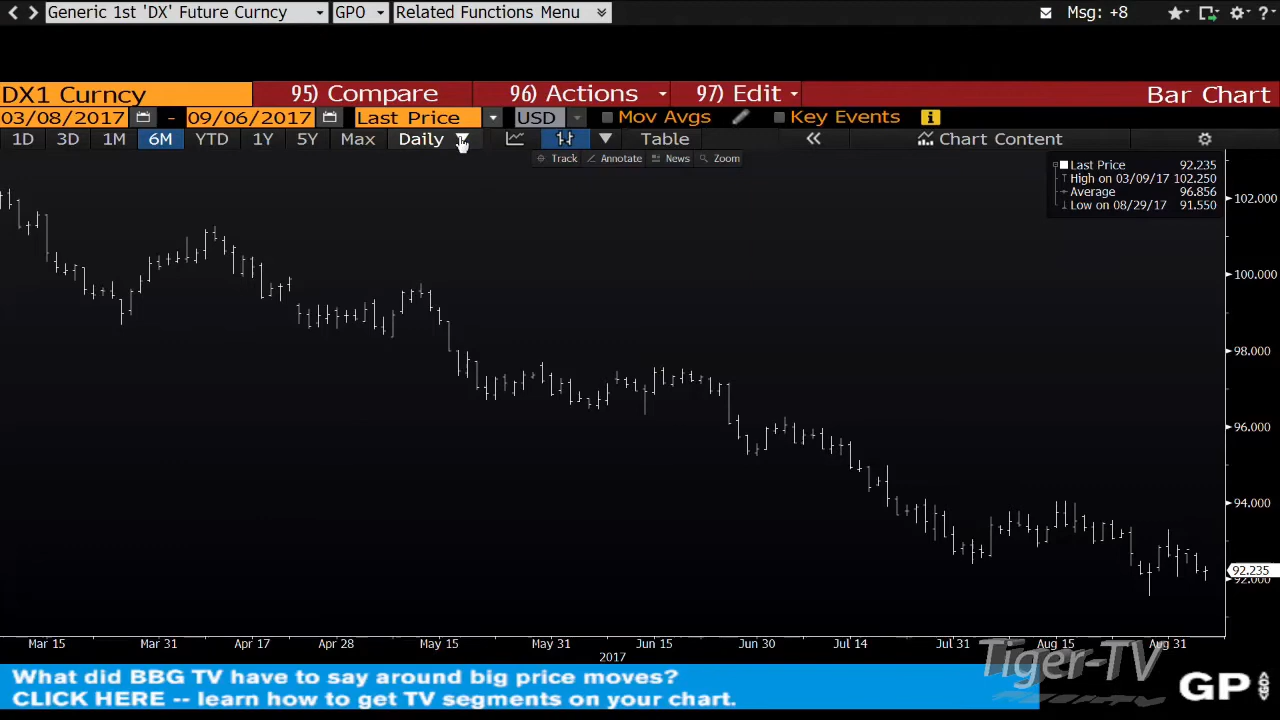 Generic 1st 'DX' Future Curncy GPO Related Functions Menu Msg: +8
DX1 Curncy 95) Compare 96) Actions 97) Edit Bar Chart
03/08/2017 - 09/06/2017 Last Price USD Mov Avgs Key Events
1D 3D 1M 6M YTD 1Y 5Y Max Daily Table Chart Content
Track Annotate News Zoom
Last Price 92.235
High on 03/09/17 102.250
Average 96.856
Low on 08/29/17 91.550
102.000
100.000
98.000
96.000
94.000
92.235
92.000
Mar 15 Mar 31 Apr 17 Apr 28 May 15 May 31 Jun 15 Jun 30 Jul 14 Jul 31 Aug 15 Aug 31
2017
Tiger-TV
What did BBG TV have to say around big price moves?
CLICK HERE -- learn how to get TV segments on your chart.
GP GO